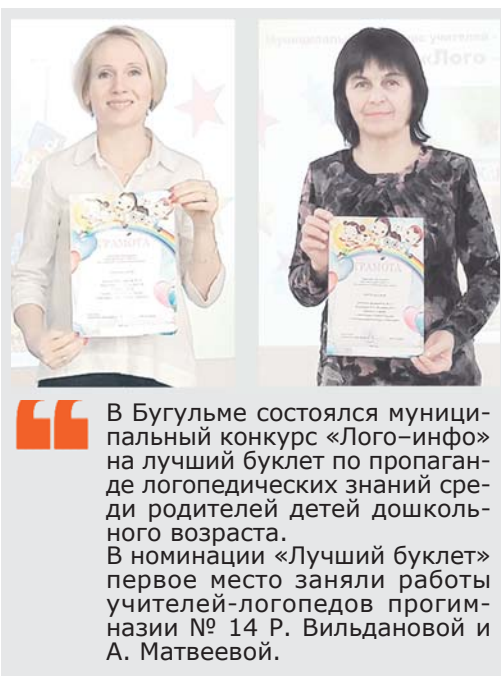 «Лого -
ГРАМОТА
ГРАМОТА
В Бугульме состоялся муници-
пальный конкурс «Лого–инфо»
на лучший буклет по пропаган-
де логопедических знаний сре-
ди родителей детей дошколь-
ного возраста.
В номинации «Лучший буклет»
первое место заняли работы
учителей-логопедов прогим-
назии № 14 Р. Вильдановой и
А. Матвеевой.